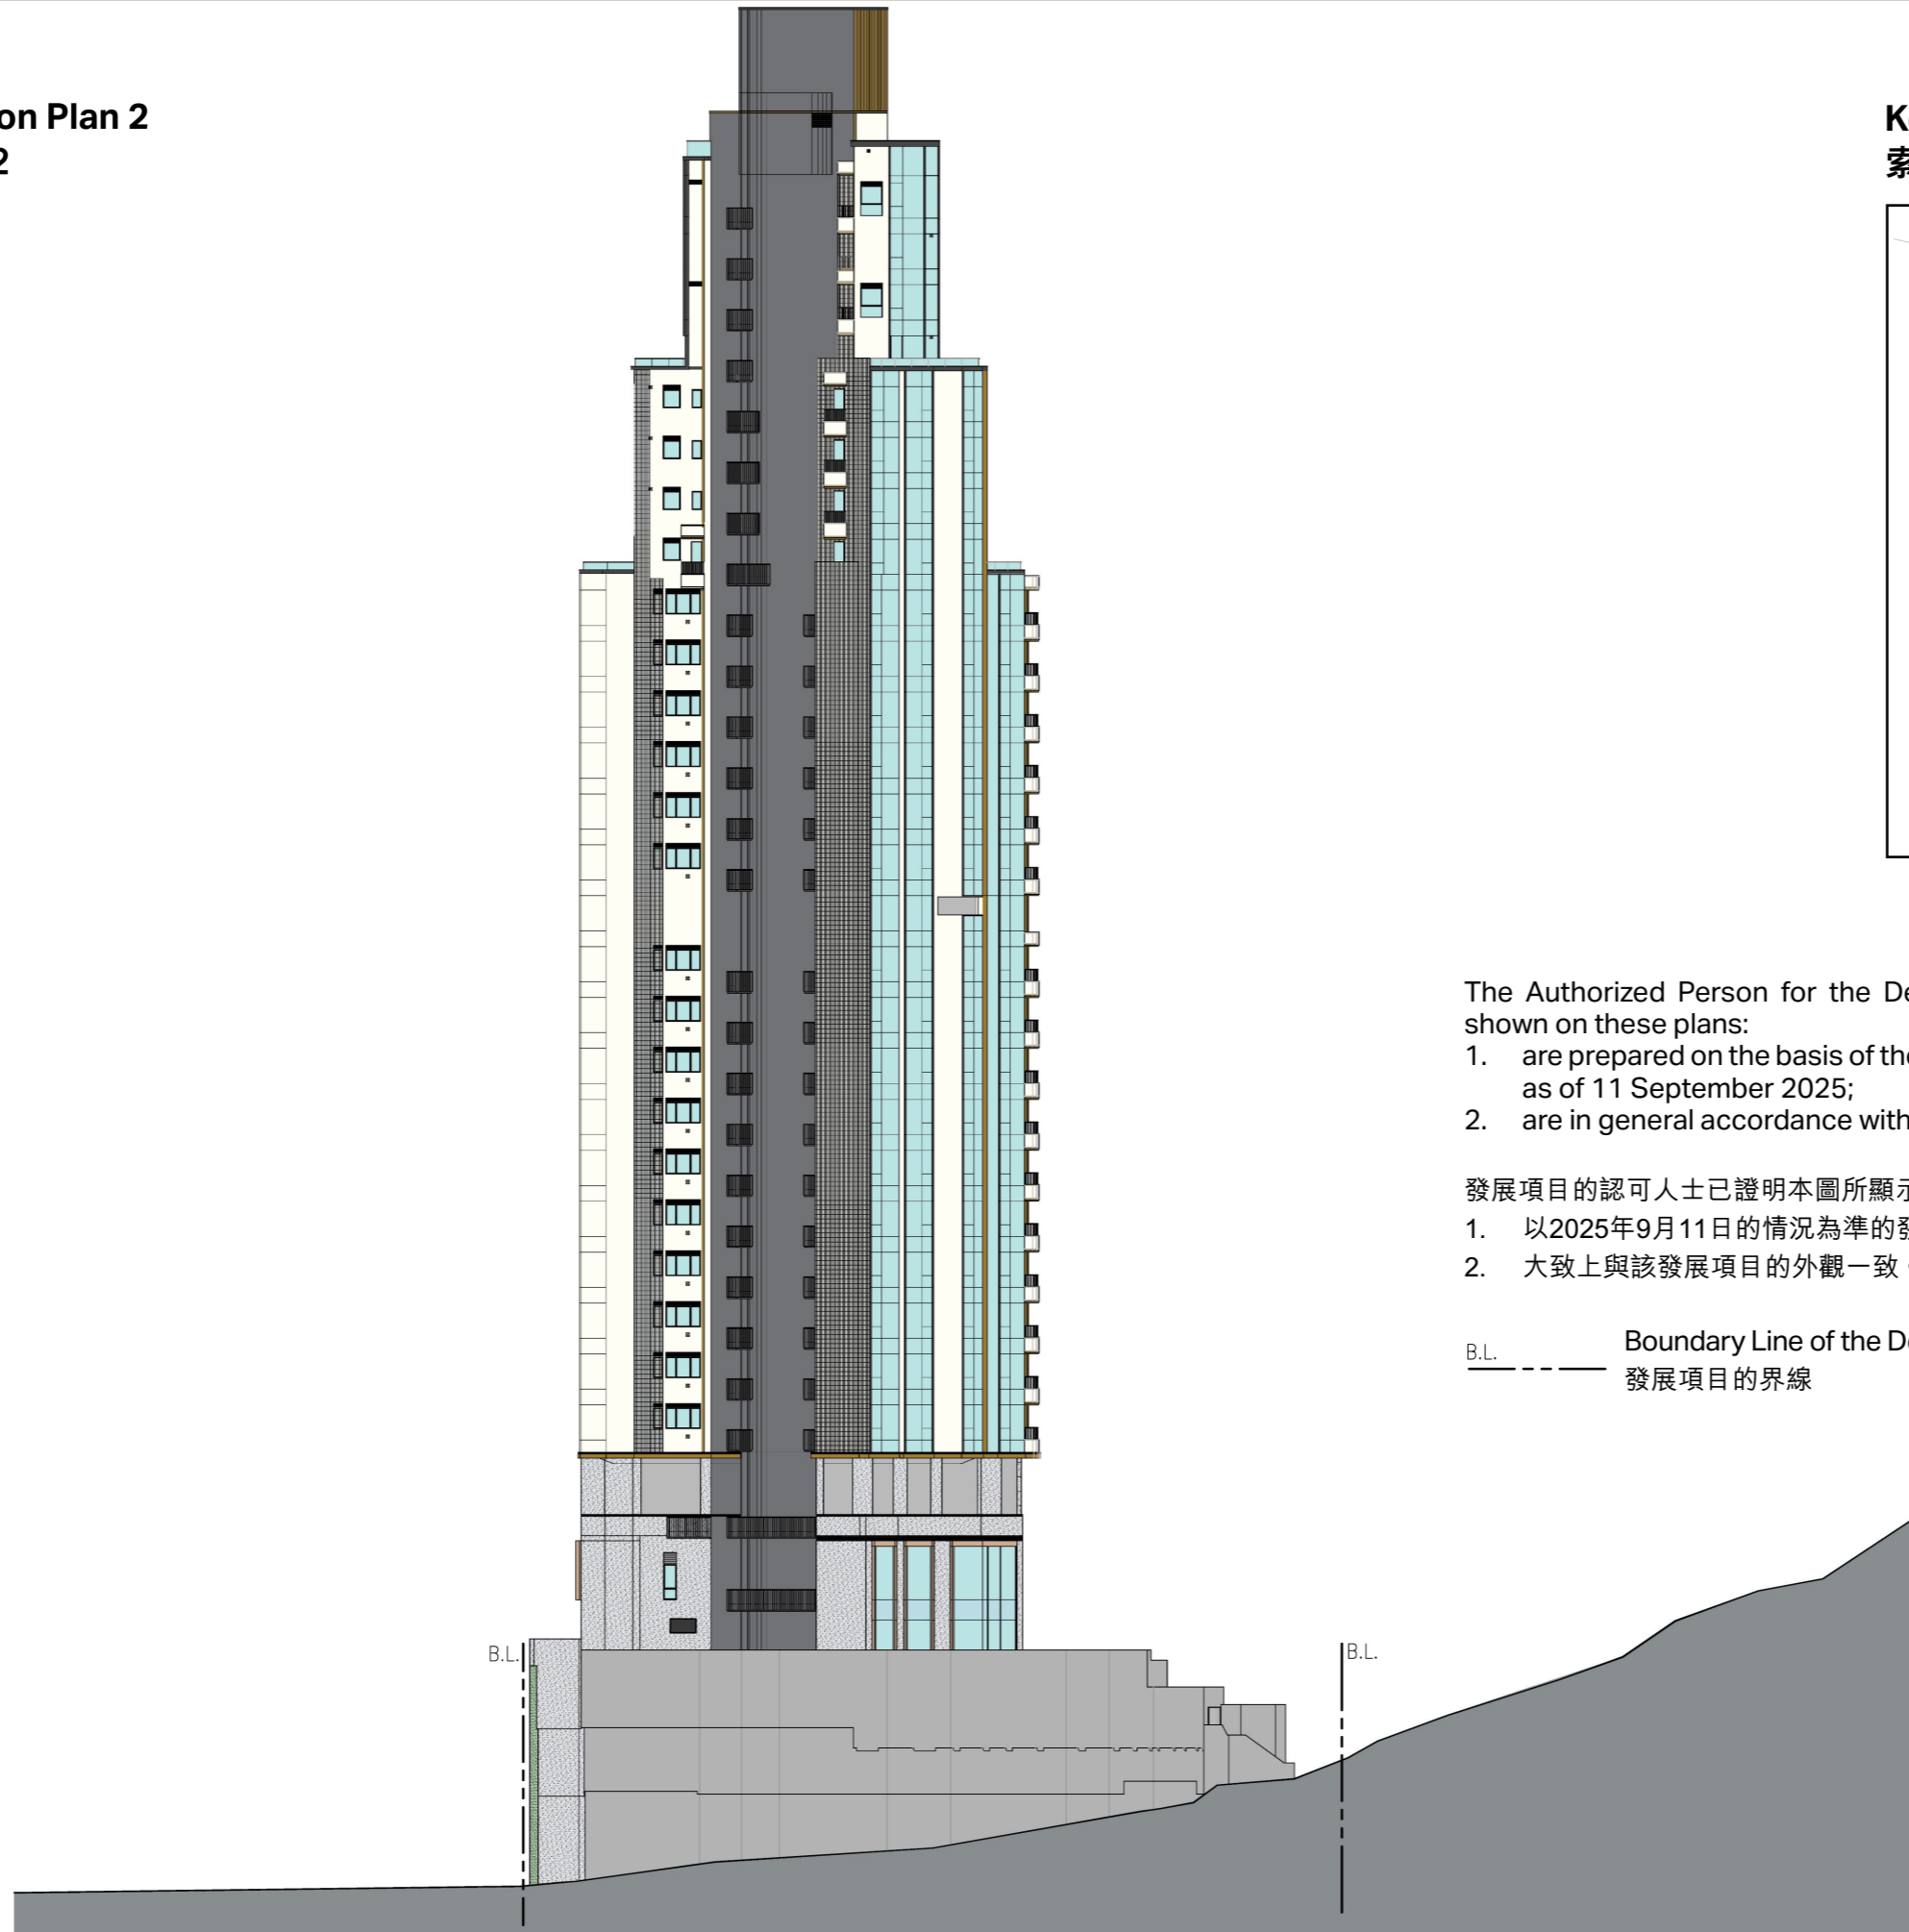 on Plan 2
2
K
索
The Authorized Person for the De
shown on these plans:
1. are prepared on the basis of the
as of 11 September 2025;
2. are in general accordance with
發展項目的認可人士已證明本圖所顯示
1. 以2025年9月11日的情況為準的發
2. 大致上與該發展項目的外觀一致
B.L.
Boundary Line of the De
發展項目的界線
B.L.
B.L.